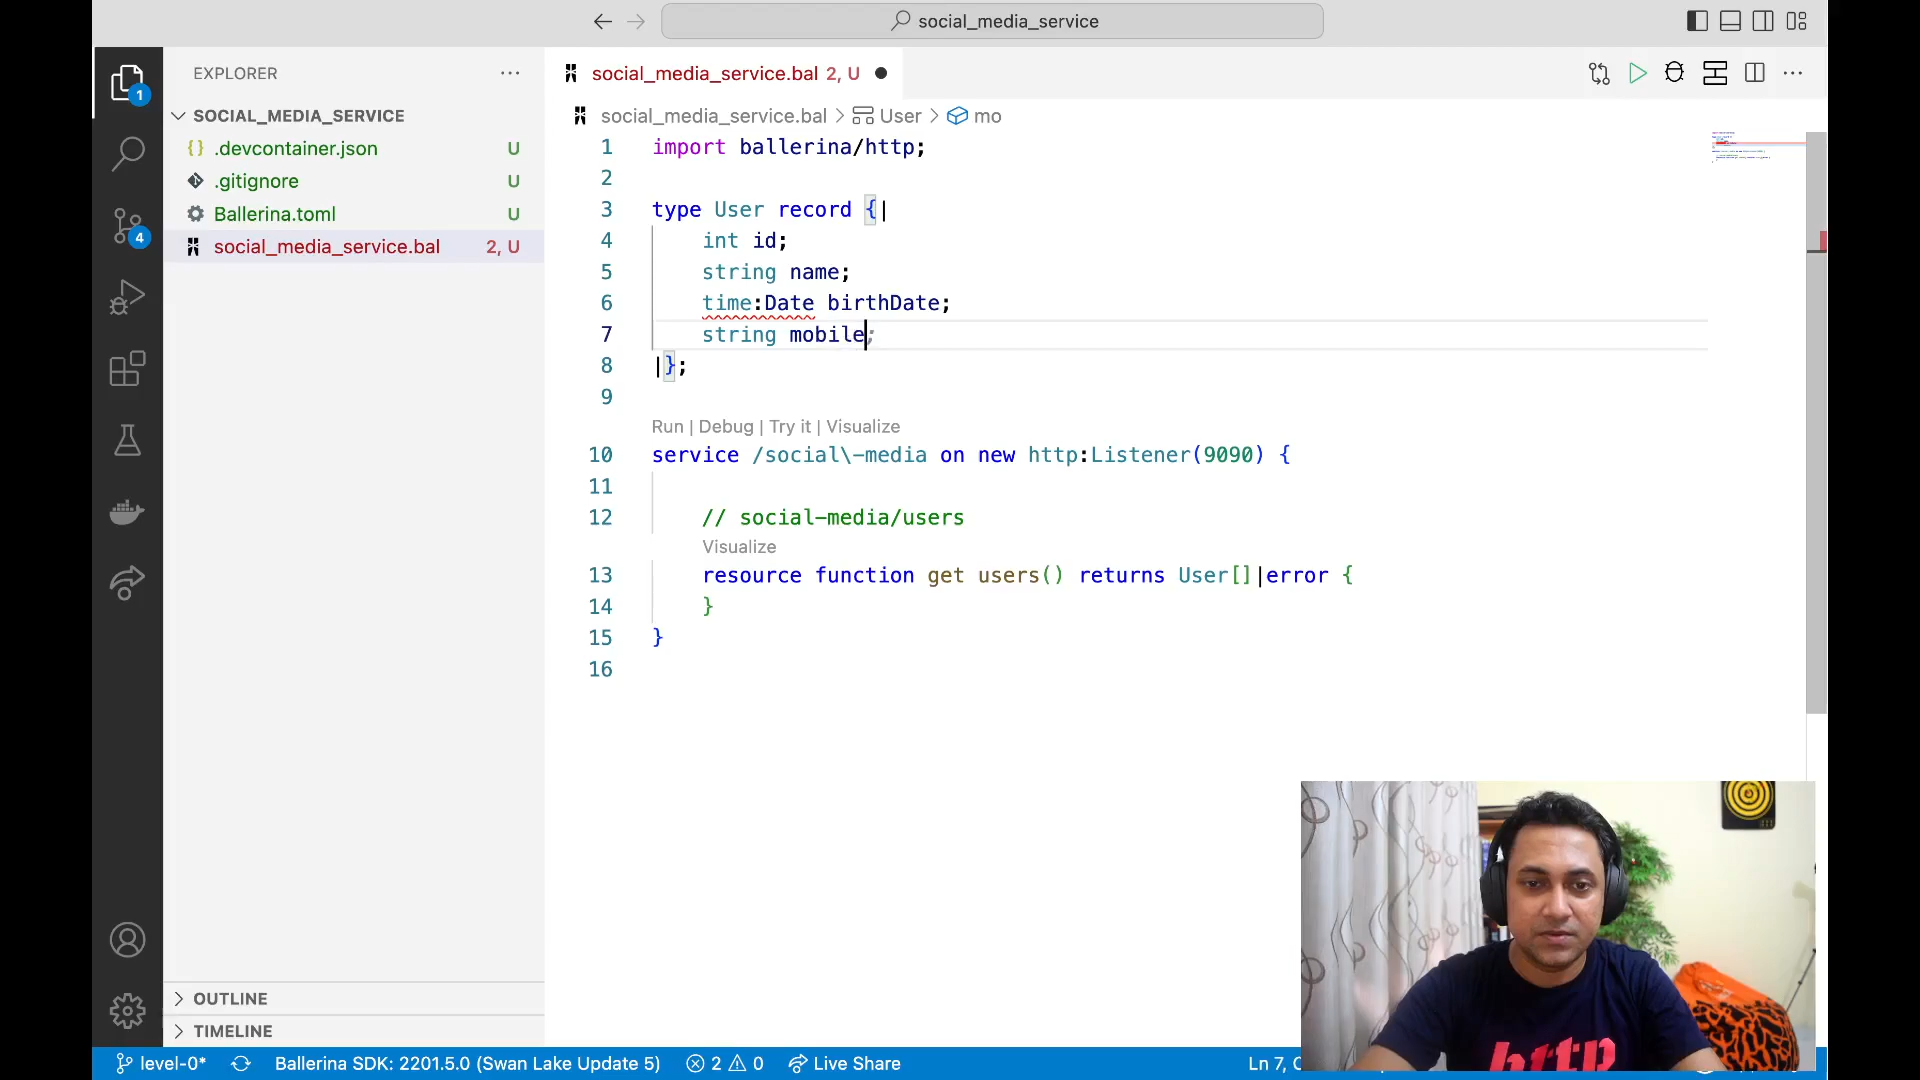 social_media_service
EXPLORER
SOCIAL_MEDIA_SERVICE
.devcontainer.json U
.gitignore U
Ballerina.toml U
social_media_service.bal 2, U
OUTLINE
TIMELINE
1
4
social_media_service.bal 2, U
social_media_service.bal > User > mo
1 import ballerina/http;
2
3 type User record {|
4 int id;
5 string name;
6 time:Date birthDate;
7 string mobile;
8 |};
9
Run | Debug | Try it | Visualize
10 service /social\-media on new http:Listener(9090) {
11
12 // social-media/users
Visualize
13 resource function get users() returns User[]|error {
14 }
15 }
16
http
level-0* Ballerina SDK: 2201.5.0 (Swan Lake Update 5) 2 0 Live Share Ln 7,